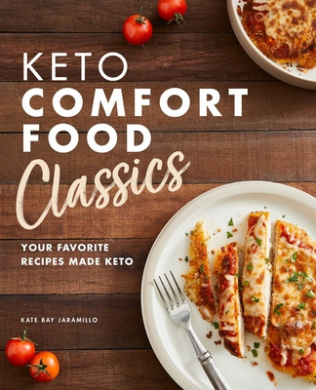 KETO
COMFORT
FOOD
Classics
YOUR FAVORITE
RECIPES MADE KETO
KATE BAY JARAMILLO